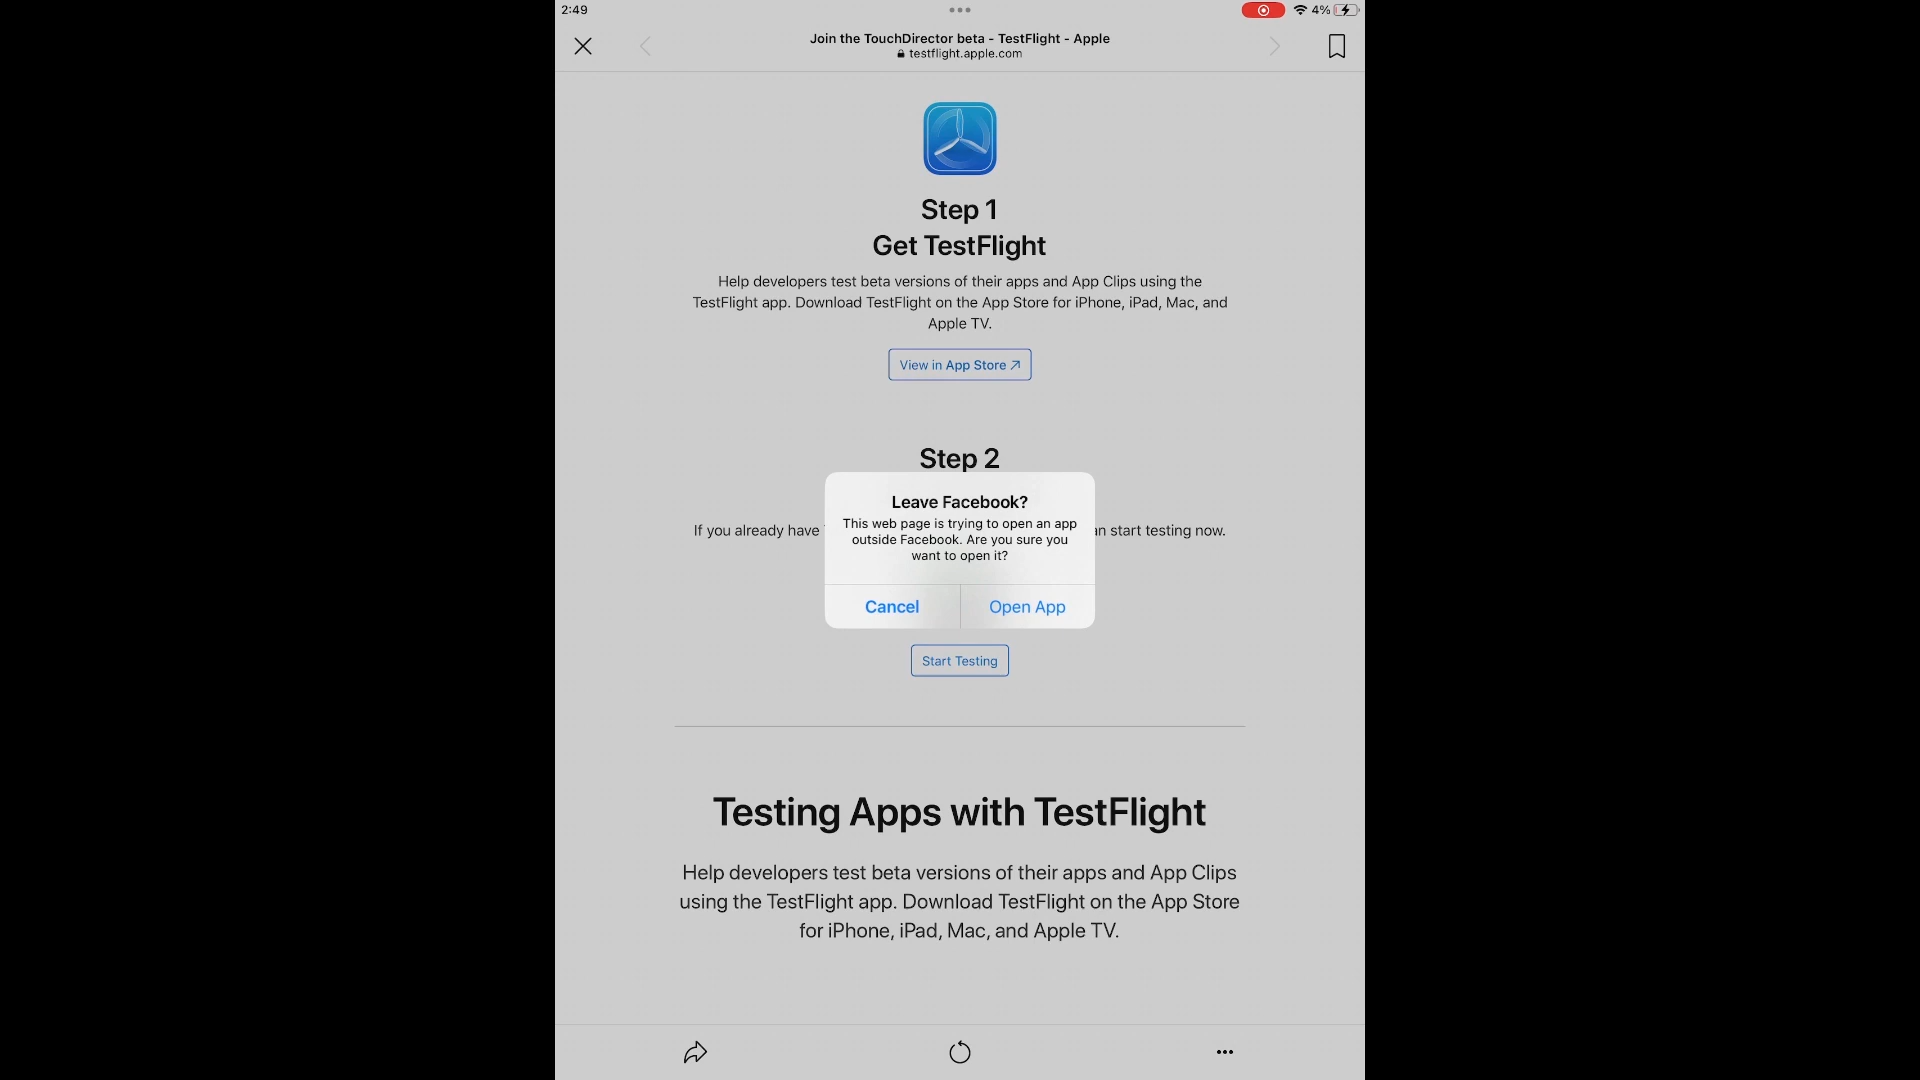 2:49
4%
Join the TouchDirector beta - TestFlight - Apple
testflight.apple.com
Step 1
Get TestFlight
Help developers test beta versions of their apps and App Clips using the
TestFlight app. Download TestFlight on the App Store for iPhone, iPad, Mac, and
Apple TV.
View in App Store
Step 2
If you already have
an start testing now.
Leave Facebook?
This web page is trying to open an app
outside Facebook. Are you sure you
want to open it?
Cancel
Open App
Start Testing
Testing Apps with TestFlight
Help developers test beta versions of their apps and App Clips
using the TestFlight app. Download TestFlight on the App Store
for iPhone, iPad, Mac, and Apple TV.